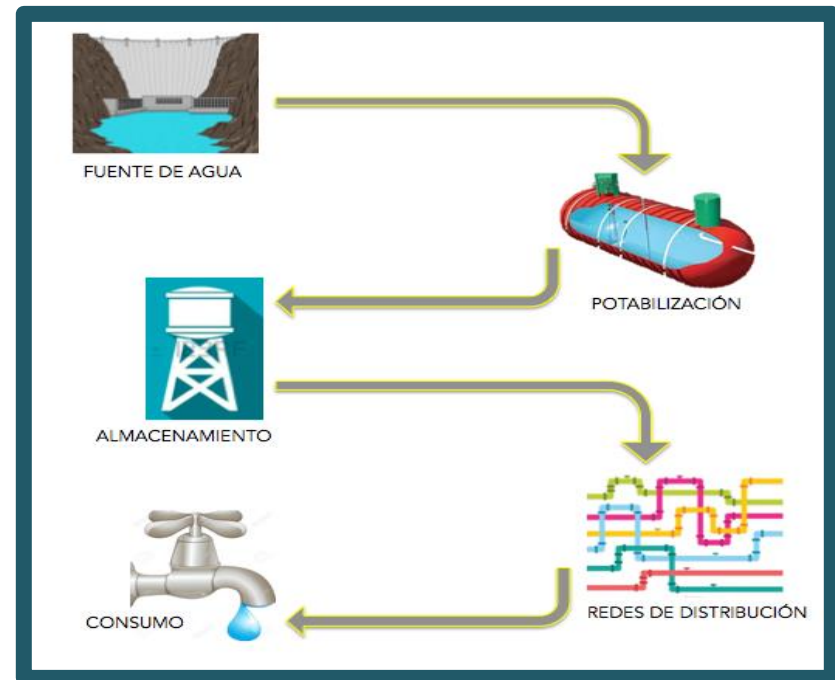 FUENTE DE AGUA
POTABILIZACIÓN
ALMACENAMIENTO
REDES DE DISTRIBUCIÓN
CONSUMO